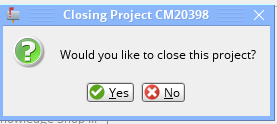 Closing Project CM20398
Would you like to close this project?
Yes No